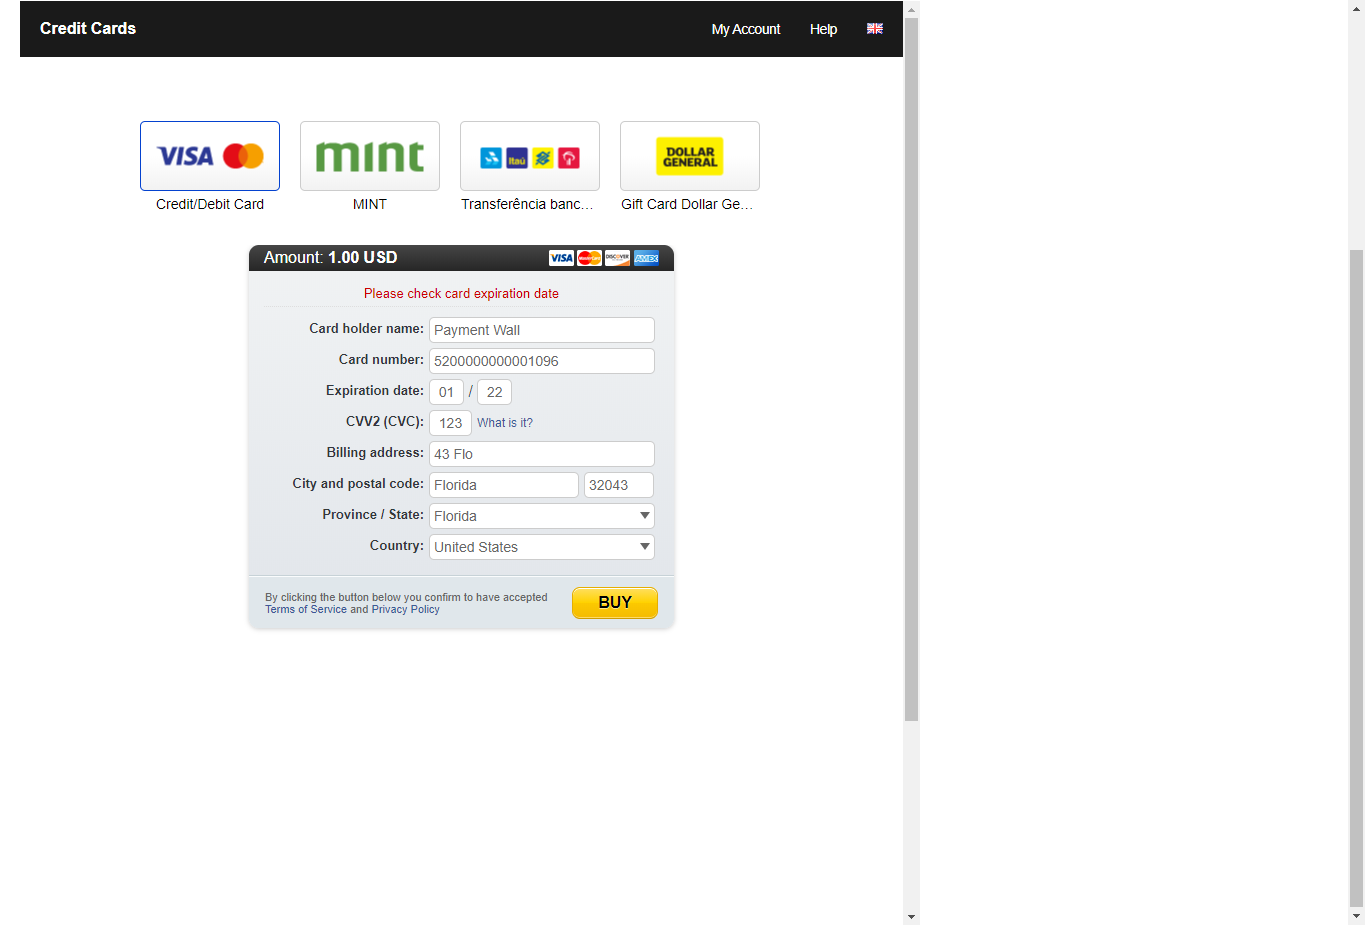 Credit Cards My Account Help
VISA mint Itaú DOLLAR
GENERAL
Credit/Debit Card MINT Transferência banc... Gift Card Dollar Ge...
Amount: 1.00 USD VISA MasterCard DISCOVER AMEX
Please check card expiration date
Card holder name: Payment Wall
Card number: 5200000000001096
Expiration date: 01 / 22
CVV2 (CVC): 123 What is it?
Billing address: 43 Flo
City and postal code: Florida 32043
Province / State: Florida
Country: United States
By clicking the button below you confirm to have accepted
Terms of Service and Privacy Policy
BUY